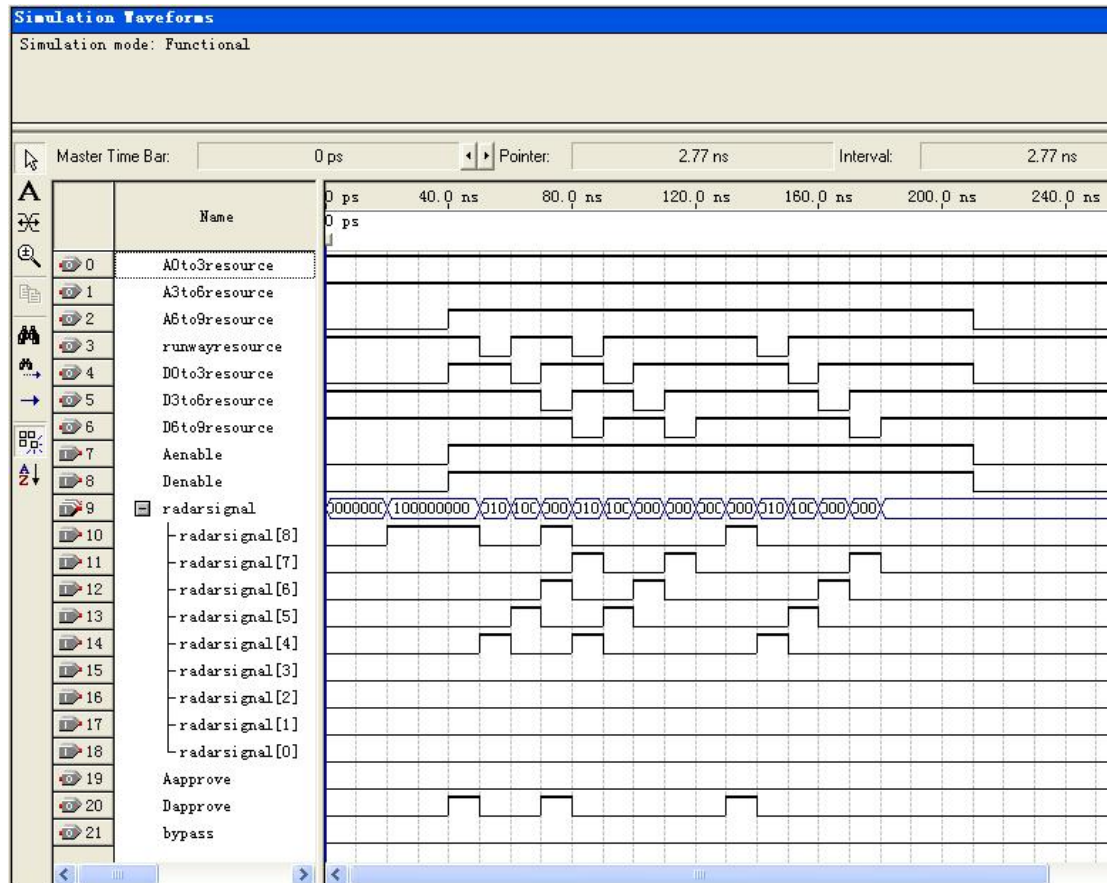 Simulation Waveforms
Simulation mode: Functional
Master Time Bar: 0 ps Pointer: 2.77 ns Interval: 2.77 ns
Name
0 ps 40.0 ns 80.0 ns 120.0 ns 160.0 ns 200.0 ns 240.0 ns
0 ps
0 A0to3resource
1 A3to6resource
2 A6to9resource
3 runwayresource
4 D0to3resource
5 D3to6resource
6 D6to9resource
7 Aenable
8 Denable
9 radarsignal 100000000
10 radarsignal[8]
11 radarsignal[7]
12 radarsignal[6]
13 radarsignal[5]
14 radarsignal[4]
15 radarsignal[3]
16 radarsignal[2]
17 radarsignal[1]
18 radarsignal[0]
19 Aapprove
20 Dapprove
21 bypass